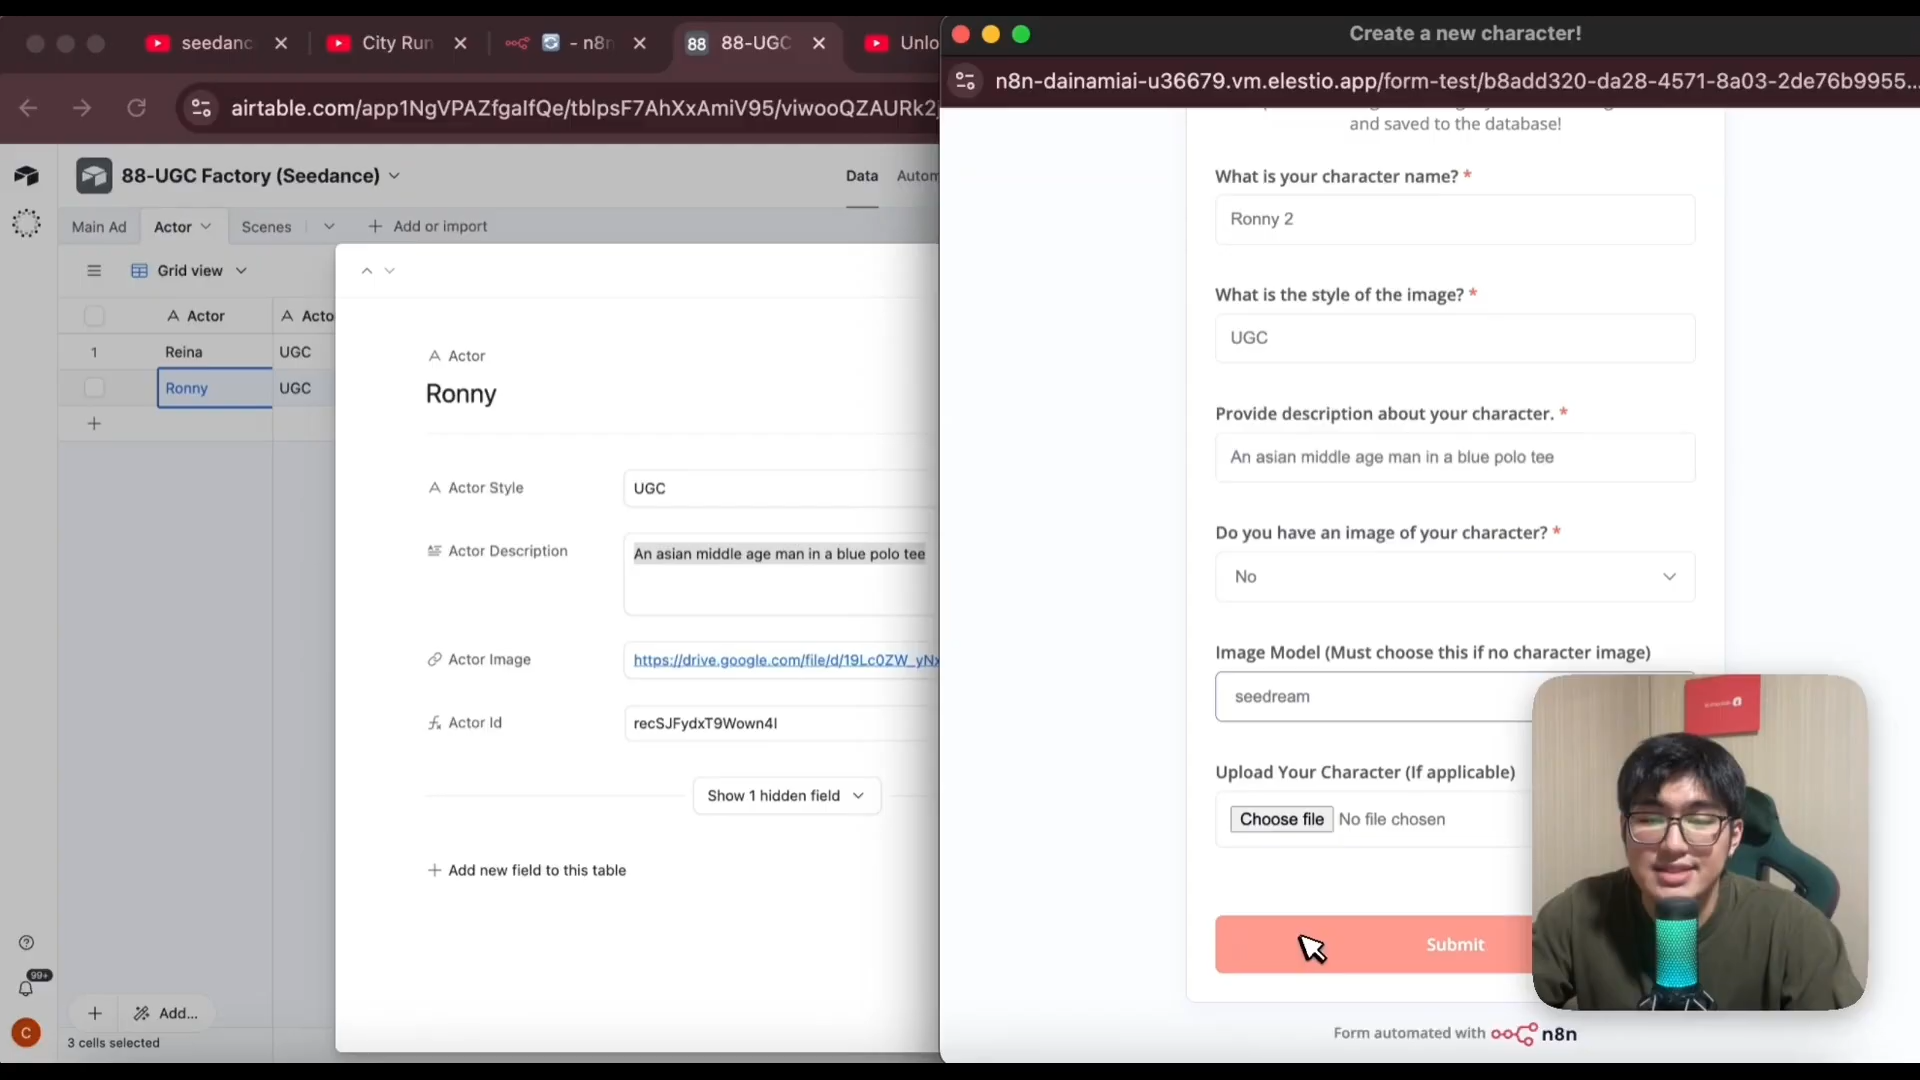 seedanc
City Run
- n8n
88
88-UGC
Unlo
airtable.com/app1NgVPAZfgaIfQe/tblpsF7AhXxAmiV95/viwooQZAURk2
88-UGC Factory (Seedance)
Data
Autom
Main Ad
Actor
Scenes
Add or import
Grid view
Actor
Acto
1
Reina
UGC
Ronny
UGC
Actor
Ronny
Actor Style
UGC
Actor Description
An asian middle age man in a blue polo tee
Actor Image
https://drive.google.com/file/d/19Lc0ZW_yNx
Actor Id
recSJFydxT9Wown4I
Show 1 hidden field
Add new field to this table
99+
C
Add...
3 cells selected
Create a new character!
n8n-dainamiai-u36679.vm.elestio.app/form-test/b8add320-da28-4571-8a03-2de76b9955...
and saved to the database!
What is your character name? *
Ronny 2
What is the style of the image? *
UGC
Provide description about your character. *
An asian middle age man in a blue polo tee
Do you have an image of your character? *
No
Image Model (Must choose this if no character image)
seedream
Upload Your Character (If applicable)
Choose file No file chosen
Submit
Form automated with n8n